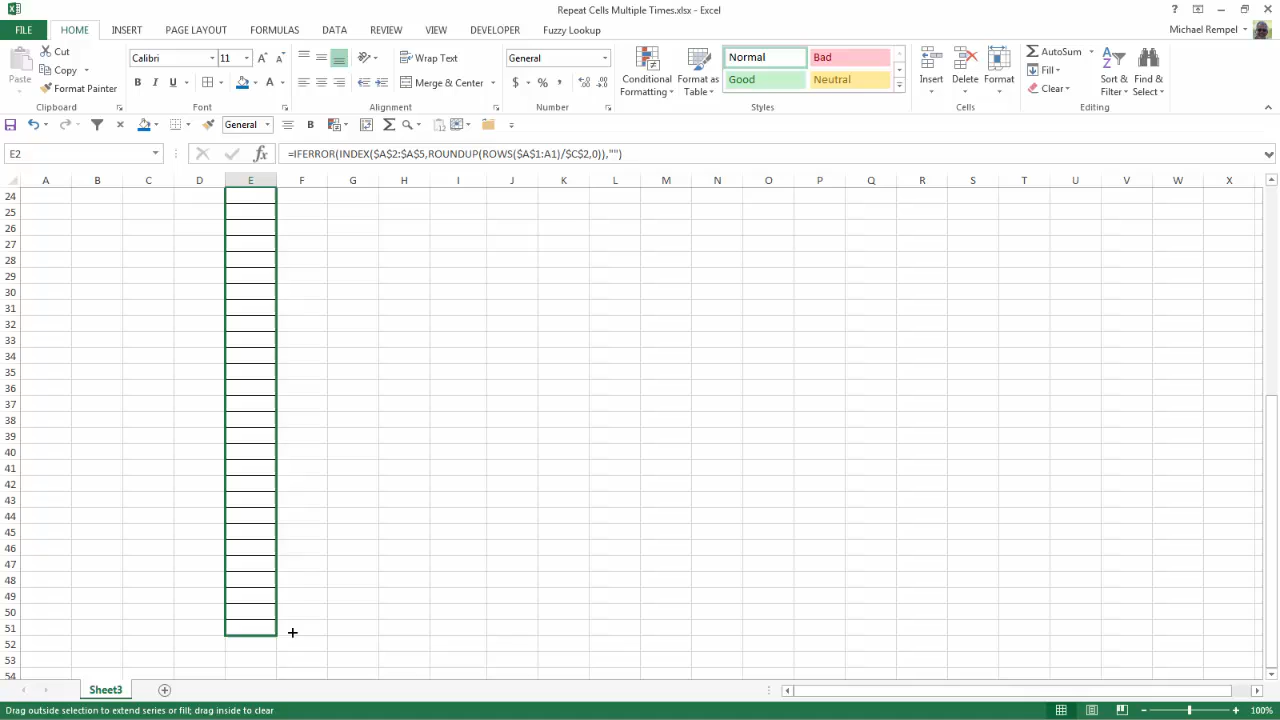 Repeat Cells Multiple Times.xlsx - Excel
FILE HOME INSERT PAGE LAYOUT FORMULAS DATA REVIEW VIEW DEVELOPER Fuzzy Lookup Michael Rempel
Paste
Cut
Copy
Format Painter
Clipboard
Calibri 11
B I U
Font
Wrap Text
Merge & Center
Alignment
General
$ % ,
Number
Conditional
Formatting
Format as
Table
Normal Bad
Good Neutral
Styles
Insert Delete Format
Cells
AutoSum
Fill
Clear
Sort &
Filter
Find &
Select
Editing
General
B
E2
fx
=IFERROR(INDEX($A$2:$A$5,ROUNDUP(ROWS($A$1:A1)/$C$2,0)),"")
A B C D E F G H I J K L M N O P Q R S T U V W X
24
25
26
27
28
29
30
31
32
33
34
35
36
37
38
39
40
41
42
43
44
45
46
47
48
49
50
51
52
53
54
Sheet3
Drag outside selection to extend series or fill; drag inside to clear
100%